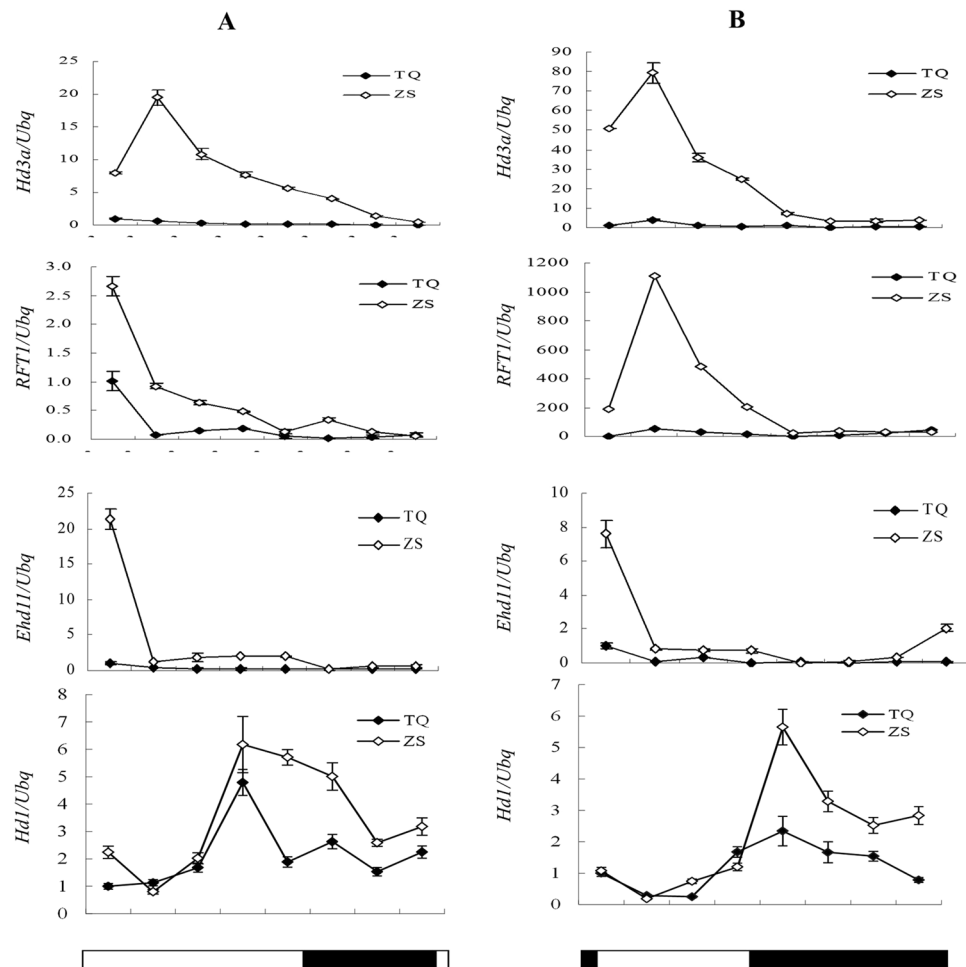 A
B
25
20
15
10
5
0
Hd3a/Ubq
TQ
ZS
90
80
70
60
50
40
30
20
10
0
Hd3a/Ubq
TQ
ZS
3.0
2.5
2.0
1.5
1.0
0.5
0.0
RFT1/Ubq
TQ
ZS
1200
1000
800
600
400
200
0
RFT1/Ubq
TQ
ZS
25
20
15
10
5
0
Ehd11/Ubq
TQ
ZS
10
8
6
4
2
0
Ehd11/Ubq
TQ
ZS
8
7
6
5
4
3
2
1
0
Hd1/Ubq
TQ
ZS
7
6
5
4
3
2
1
0
Hd1/Ubq
TQ
ZS